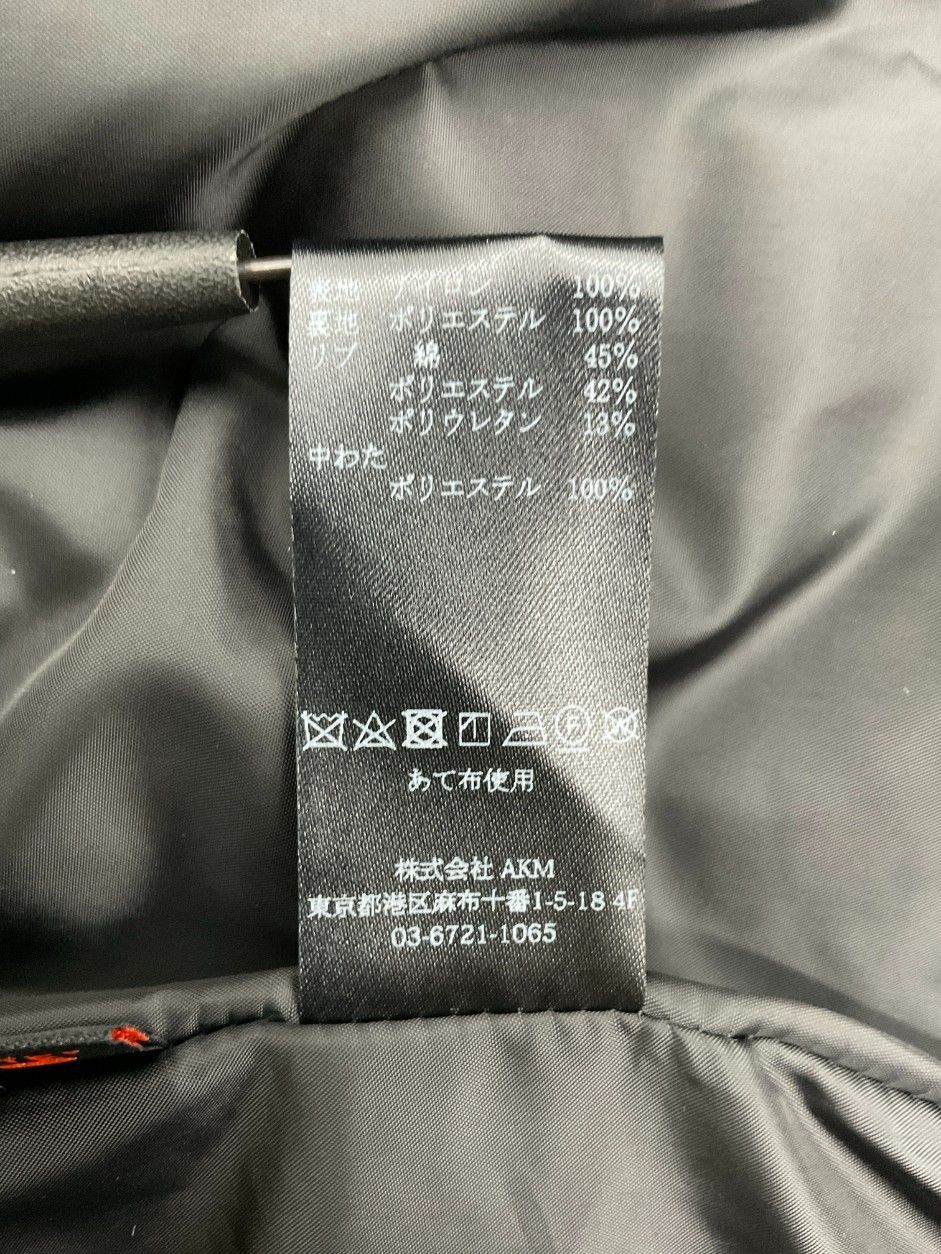 表地 ナイロン 100%
裏地 ポリエステル 100%
リブ 綿 45%
ポリエステル 42%
ポリウレタン 13%
中わた
ポリエステル 100%
あて布使用
株式会社 AKM
東京都港区麻布十番1-5-18 4F
03-6721-1065